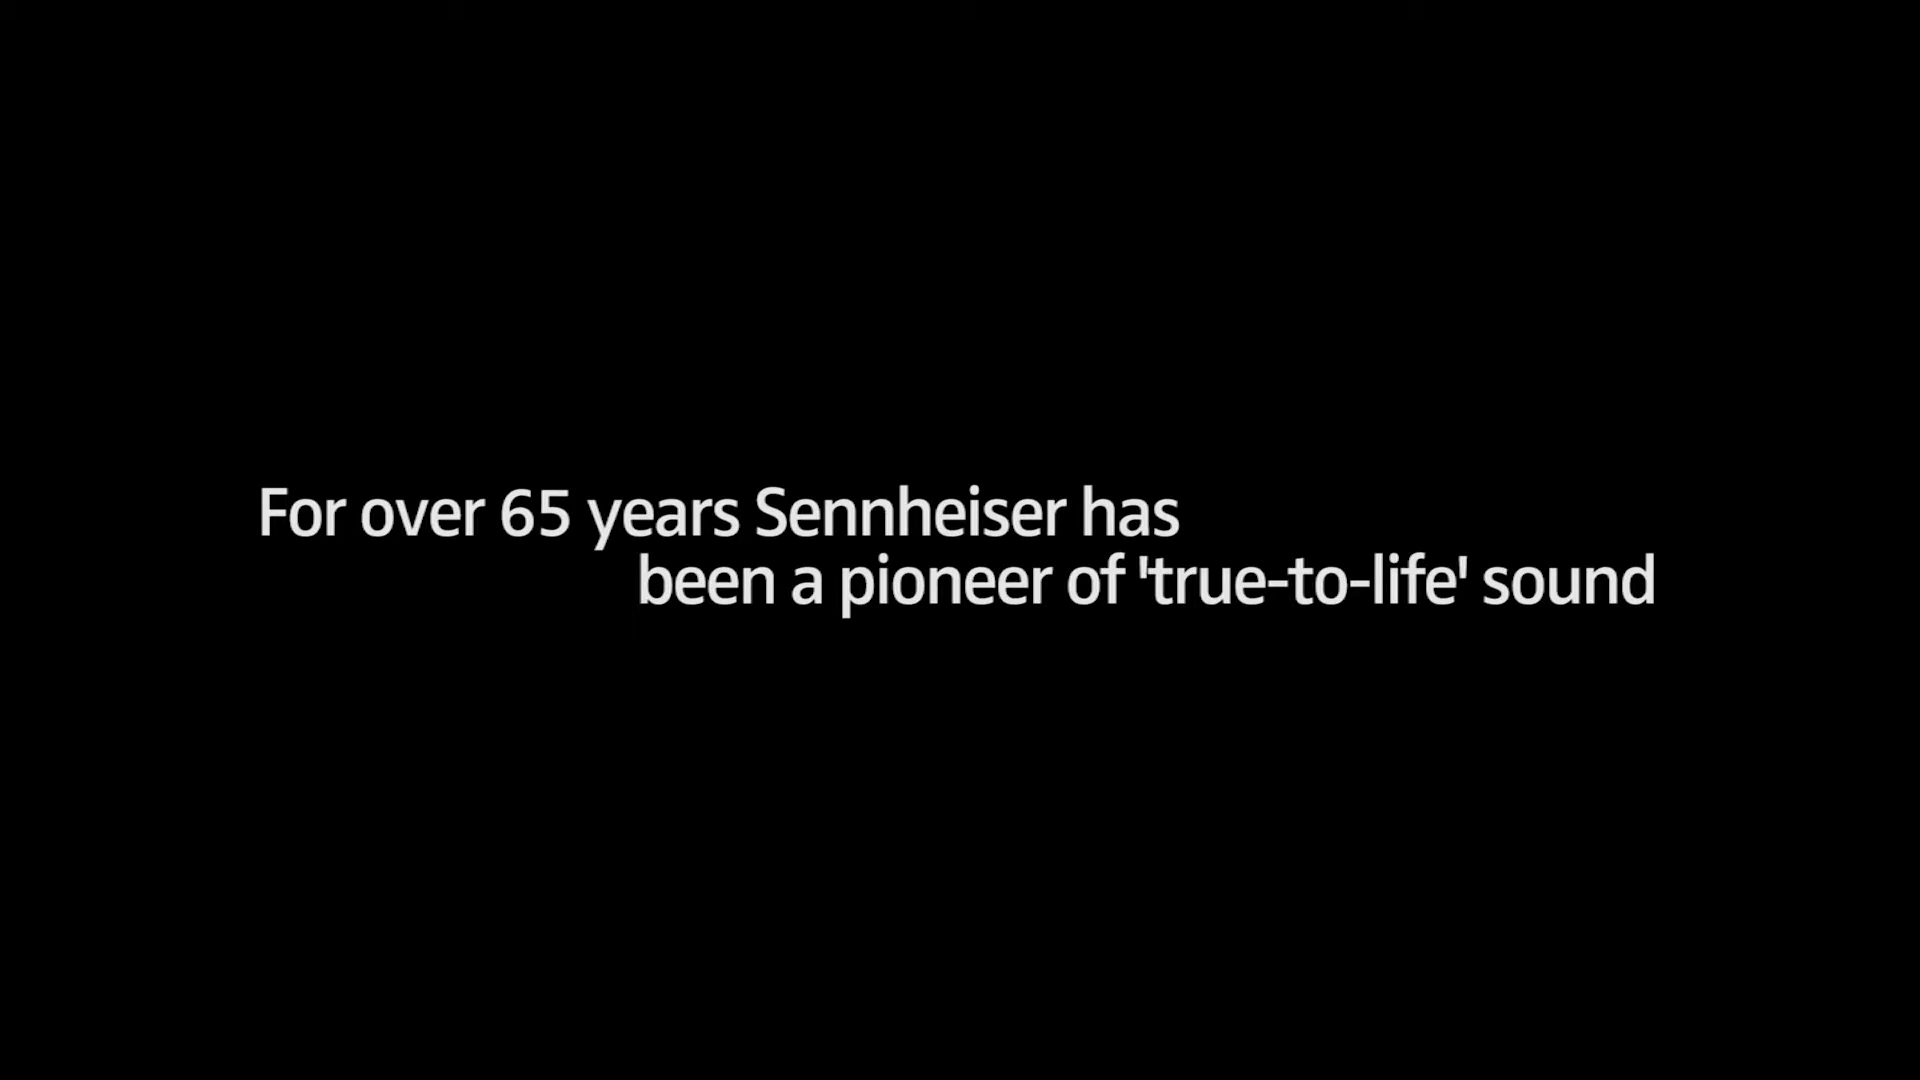 For over 65 years Sennheiser has
been a pioneer of 'true-to-life' sound